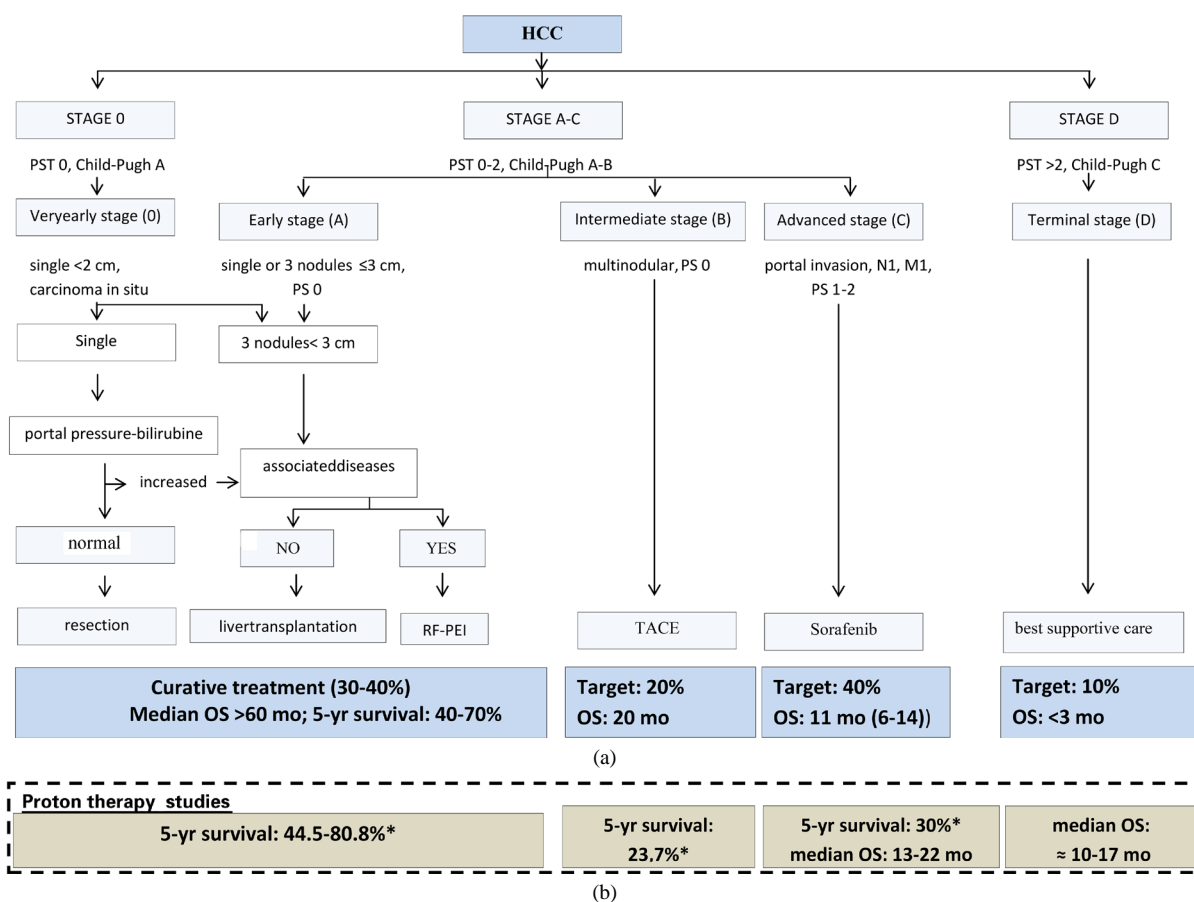 HCC
STAGE 0
STAGE A-C
STAGE D
PST 0, Child-Pugh A
PST 0-2, Child-Pugh A-B
PST >2, Child-Pugh C
Veryearly stage (0)
Early stage (A)
Intermediate stage (B)
Advanced stage (C)
Terminal stage (D)
single <2 cm,
carcinoma in situ
single or 3 nodules ≤3 cm,
PS 0
multinodular, PS 0
portal invasion, N1, M1,
PS 1-2
Single
3 nodules< 3 cm
portal pressure-bilirubine
increased
associateddiseases
normal
NO
YES
resection
livertransplantation
RF-PEI
TACE
Sorafenib
best supportive care
Curative treatment (30-40%)
Median OS >60 mo; 5-yr survival: 40-70%
Target: 20%
OS: 20 mo
Target: 40%
OS: 11 mo (6-14))
Target: 10%
OS: <3 mo
(a)
Proton therapy studies
5-yr survival: 44.5-80.8%*
5-yr survival:
23.7%*
5-yr survival: 30%*
median OS: 13-22 mo
median OS:
≈ 10-17 mo
(b)